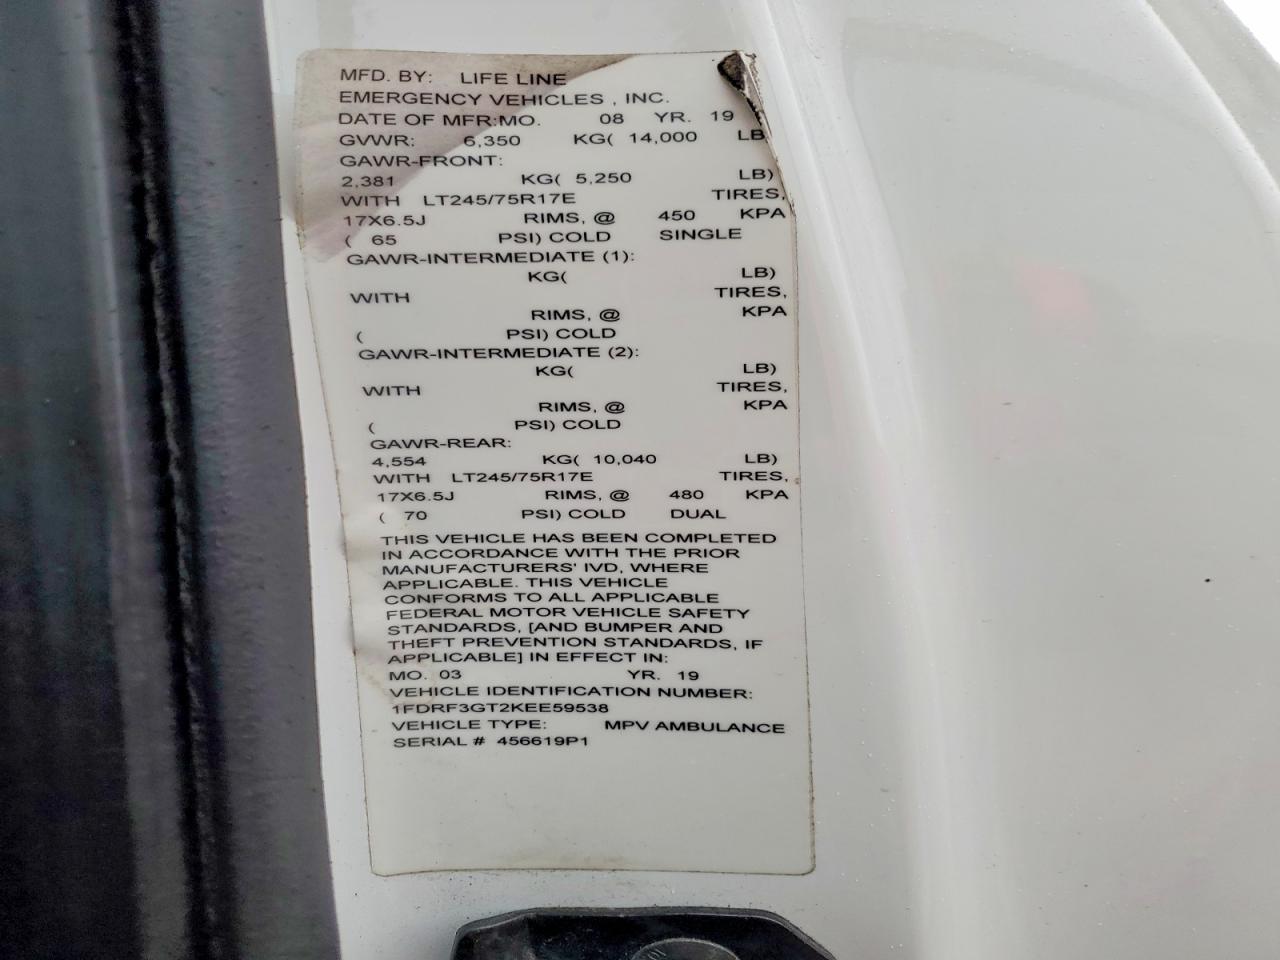 MFD. BY: LIFE LINE
EMERGENCY VEHICLES , INC.
DATE OF MFR:MO. 08 YR. 19
GVWR: 6,350 KG( 14,000 LB
GAWR-FRONT:
2,381 KG( 5,250 LB)
WITH LT245/75R17E TIRES,
17X6.5J RIMS, @ 450 KPA
( 65 PSI) COLD SINGLE
GAWR-INTERMEDIATE (1):
KG( LB)
WITH TIRES,
RIMS, @ KPA
( PSI) COLD
GAWR-INTERMEDIATE (2):
KG( LB)
WITH TIRES,
RIMS, @ KPA
( PSI) COLD
GAWR-REAR:
4,554 KG( 10,040 LB)
WITH LT245/75R17E TIRES,
17X6.5J RIMS, @ 480 KPA
( 70 PSI) COLD DUAL
THIS VEHICLE HAS BEEN COMPLETED
IN ACCORDANCE WITH THE PRIOR
MANUFACTURERS' IVD, WHERE
APPLICABLE. THIS VEHICLE
CONFORMS TO ALL APPLICABLE
FEDERAL MOTOR VEHICLE SAFETY
STANDARDS, [AND BUMPER AND
THEFT PREVENTION STANDARDS, IF
APPLICABLE] IN EFFECT IN:
MO. 03 YR. 19
VEHICLE IDENTIFICATION NUMBER:
1FDRF3GT2KEE59538
VEHICLE TYPE: MPV AMBULANCE
SERIAL # 456619P1